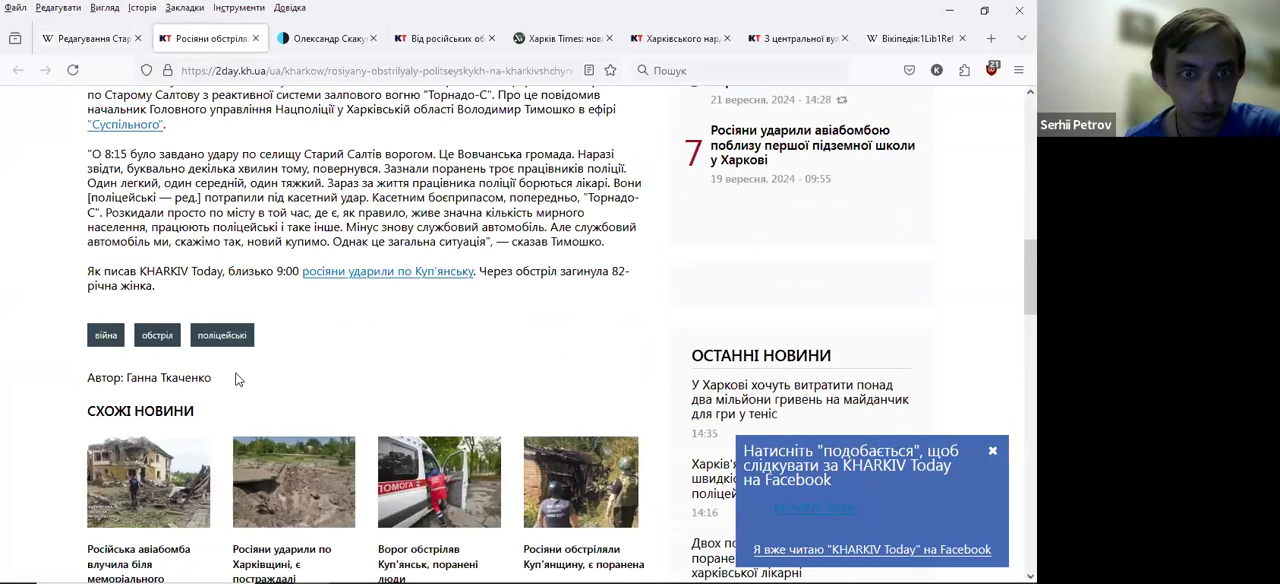 Файл Редагувати Вигляд Історія Закладки Інструменти Довідка
Редагування Стар
Росіяни обстріля
Олександр Скаку
Від російських об
Харків Times: нов
Харківського нар
З центральної вул
Вікіпедія:1Lib1Ref
https://2day.kh.ua/ua/kharkow/rosiyany-obstrilyaly-politseyskykh-na-kharkivshchyni
Пошук
21
Serhii Petrov
по Старому Салтову з реактивної системи залпового вогню "Торнадо-С". Про це повідомив
начальник Головного управління Нацполіції у Харківській області Володимир Тимошко в ефірі
"Суспільного".
"О 8:15 було завдано удару по селищу Старий Салтів ворогом. Це Вовчанська громада. Наразі
звідти, буквально декілька хвилин тому, повернувся. Зазнали поранень троє працівників поліції.
Один легкий, один середній, один тяжкий. Зараз за життя працівника поліції борються лікарі. Вони
[поліцейські — ред.] потрапили під касетний удар. Касетним боєприпасом, попередньо, "Торнадо-
С". Розкидали просто по місту в той час, де є, як правило, живе значна кількість мирного
населення, працюють поліцейські і таке інше. Мінус знову службовий автомобіль. Але службовий
автомобіль ми, скажімо так, новий купимо. Однак це загальна ситуація", — сказав Тимошко.
Як писав KHARKIV Today, близько 9:00 росіяни ударили по Куп'янську. Через обстріл загинула 82-
річна жінка.
війна обстріл поліцейські
Автор: Ганна Ткаченко
СХОЖІ НОВИНИ
ПОМОГА
Російська авіабомба
влучила біля
меморіального
Росіяни ударили по
Харківщині, є
постраждалі
Ворог обстріляв
Куп'янськ, поранені
люди
Росіяни обстріляли
Куп'янщину, є поранена
21 вересня, 2024 - 14:28
7
Росіяни ударили авіабомбою
поблизу першої підземної школи
у Харкові
19 вересня, 2024 - 09:55
ОСТАННІ НОВИНИ
У Харкові хочуть витратити понад
два мільйони гривень на майданчик
для гри у теніс
14:35
Харків'я
швидкіс
поліцей
14:16
Двох по
поранен
харківської лікарні
Натисніть "подобається", щоб
слідкувати за KHARKIV Today
на Facebook
KHARKIV Today
Я вже читаю "KHARKIV Today" на Facebook